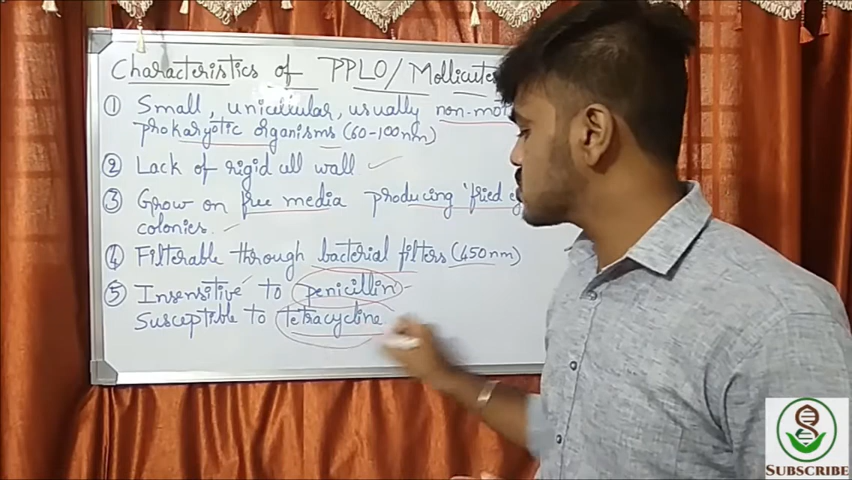 Characteristics of PPLO/Mollicutes
① Small, unicellular, usually
prokaryotic organisms (60-100nm)
② Lack of rigid cell wall
③ Grow on free media producing 'fried
colonies.
④ Filterable through bacterial filters (450nm)
⑤ Insensitive to penicillin
Susceptible to tetracycline
SUBSCRIBE